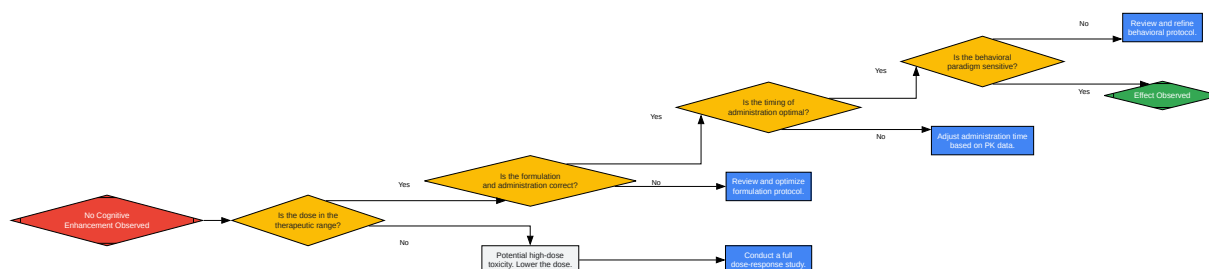 No Cognitive
Enhancement Observed
Is the dose in the
therapeutic range?
Yes
No
Is the formulation
and administration correct?
Yes
No
Potential high-dose
toxicity. Lower the dose.
Conduct a full
dose-response study.
Review and optimize
formulation protocol.
Is the timing of
administration optimal?
Yes
No
Adjust administration time
based on PK data.
Is the behavioral
paradigm sensitive?
No
Yes
Review and refine
behavioral protocol.
Effect Observed